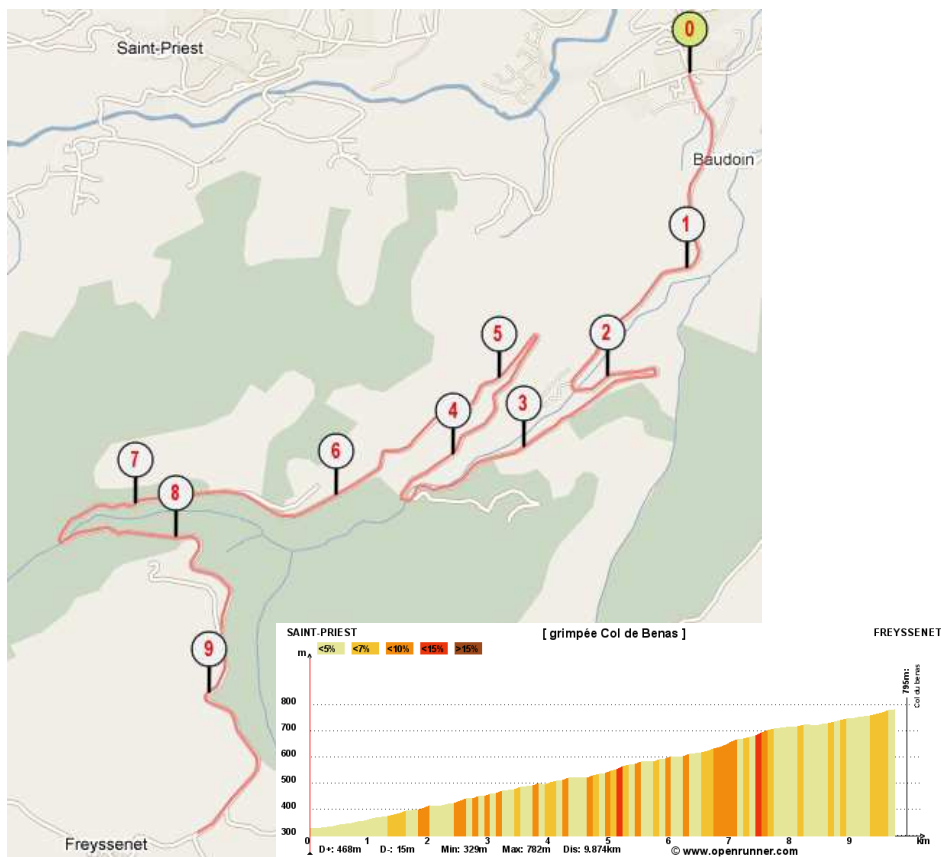 0
Saint-Priest
Baudoin
1
2
5
3
4
6
7
8
9
Freyssenet
SAINT-PRIEST [ grimpée Col de Benas ] FREYSSENET
m <5% <7% <10% <15% >15%
795m:
Col du benas
800
700
600
500
400
300
0 1 2 3 4 5 6 7 8 9 Km
D+: 468m D-: 15m Min: 329m Max: 782m Dis: 9.874km © www.openrunner.com